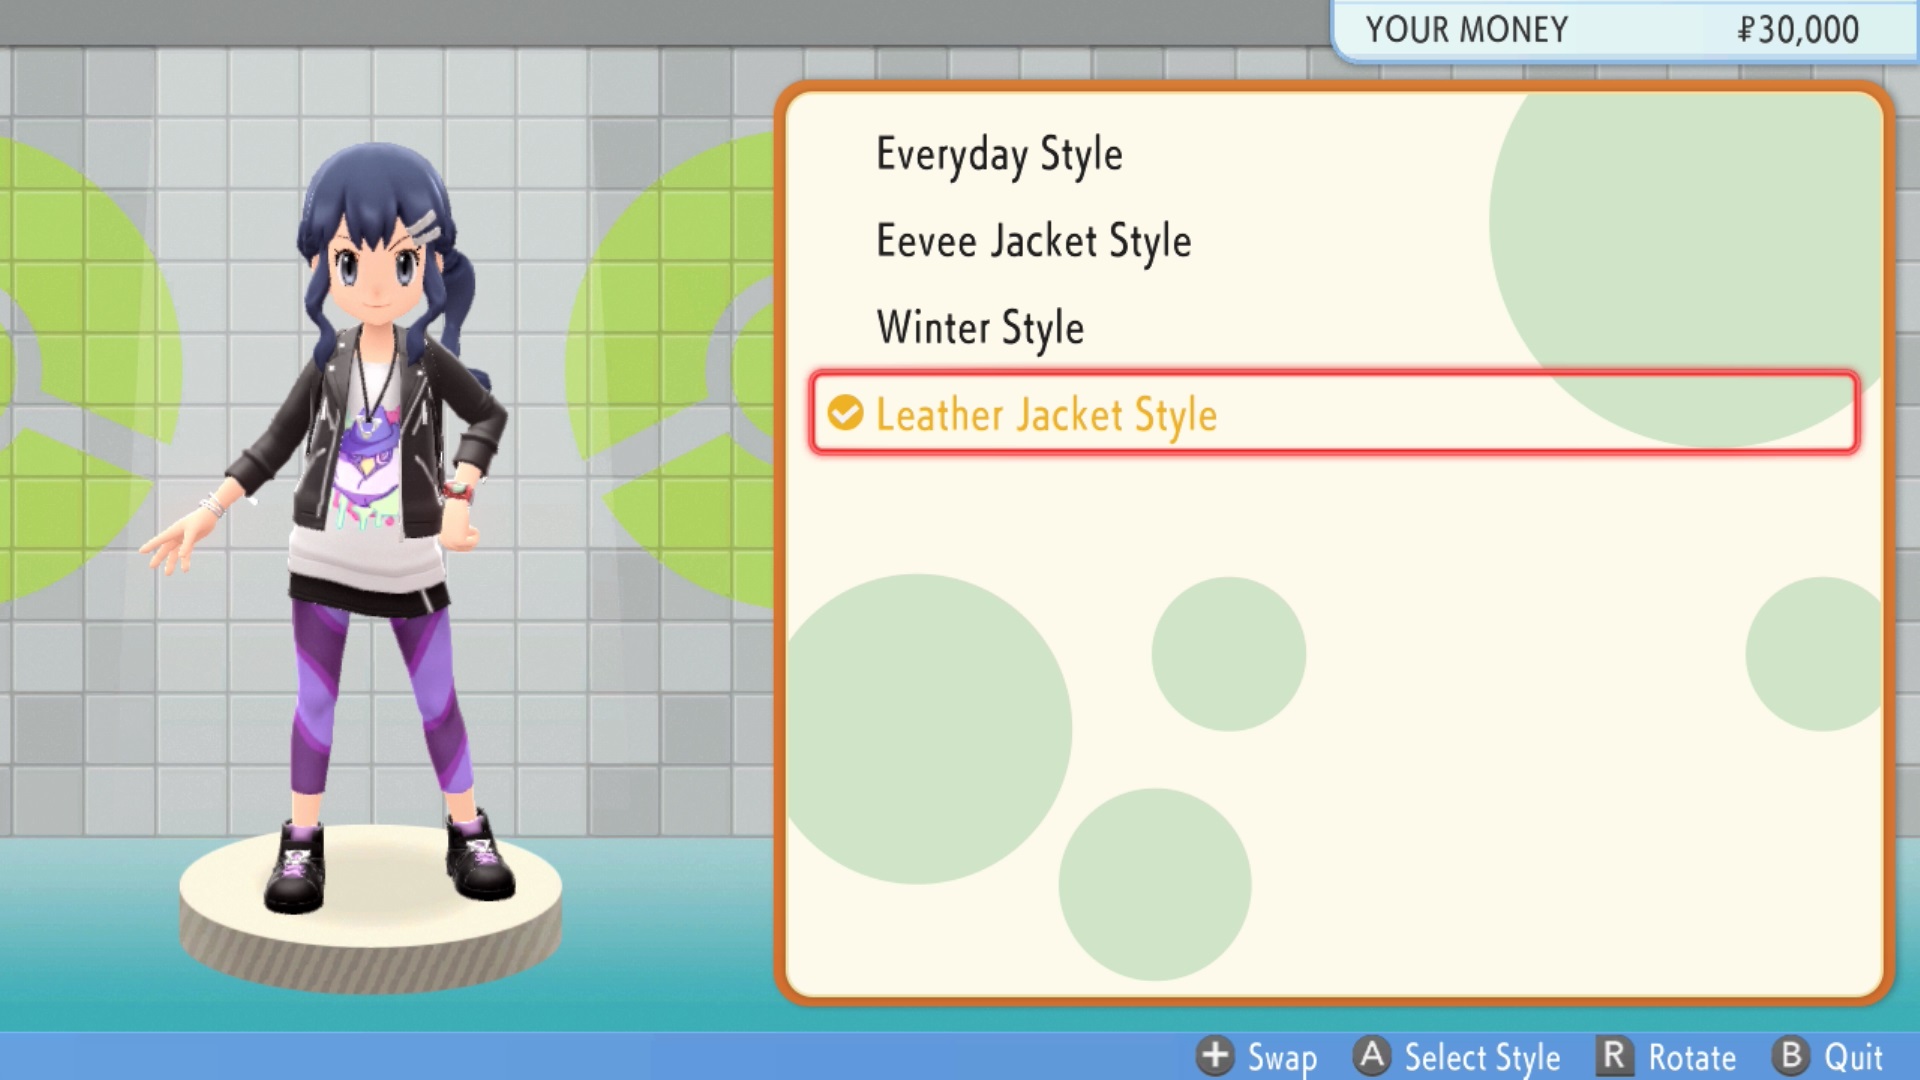 YOUR MONEY ₽30,000
Everyday Style
Eevee Jacket Style
Winter Style
Leather Jacket Style
+ Swap A Select Style R Rotate B Quit